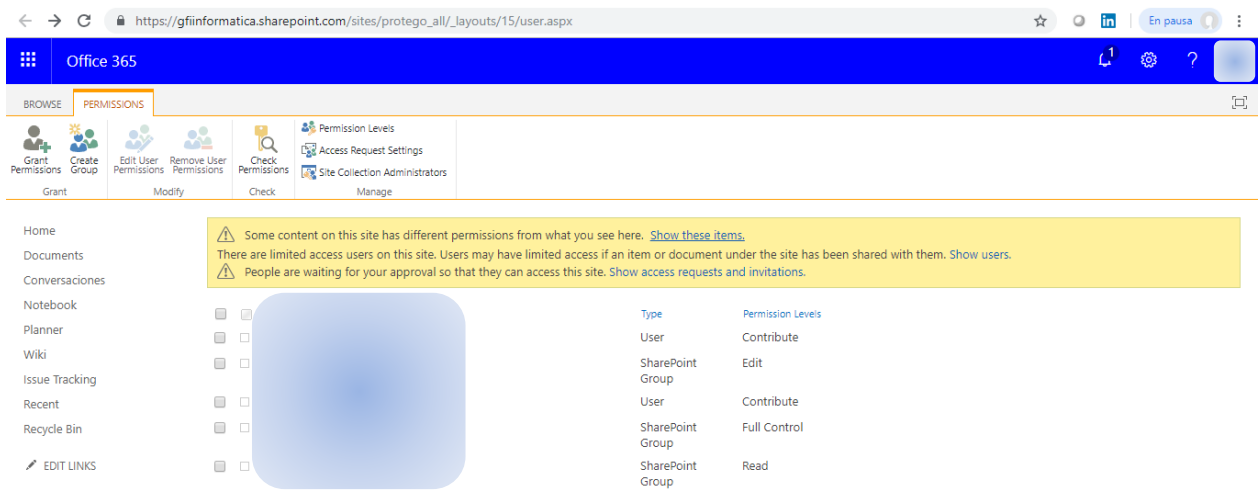 https://gfiinformatica.sharepoint.com/sites/protego_all/_layouts/15/user.aspx
in
En pausa
Office 365
1
?
BROWSE
PERMISSIONS
Grant Permissions
Create Group
Edit User Permissions
Remove User Permissions
Check Permissions
Permission Levels
Access Request Settings
Site Collection Administrators
Grant
Modify
Check
Manage
Home
Documents
Conversaciones
Notebook
Planner
Wiki
Issue Tracking
Recent
Recycle Bin
EDIT LINKS
Some content on this site has different permissions from what you see here. Show these items.
There are limited access users on this site. Users may have limited access if an item or document under the site has been shared with them. Show users.
People are waiting for your approval so that they can access this site. Show access requests and invitations.
Type Permission Levels
User Contribute
SharePoint Edit
Group
User Contribute
SharePoint Full Control
Group
SharePoint Read
Group